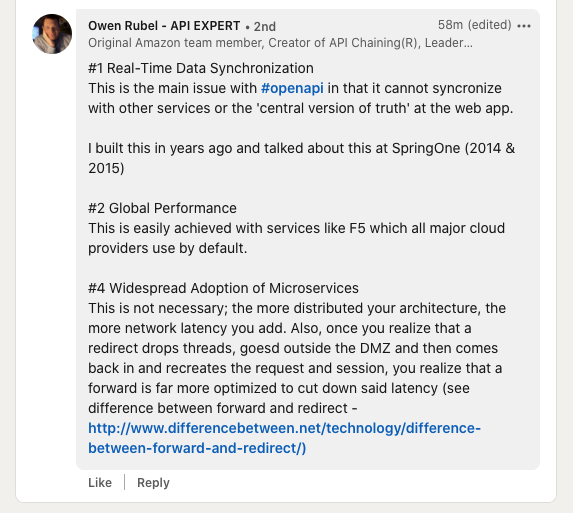 Owen Rubel - API EXPERT • 2nd
58m (edited) •••
Original Amazon team member, Creator of API Chaining(R), Leader...
#1 Real-Time Data Synchronization
This is the main issue with #openapi in that it cannot syncronize
with other services or the 'central version of truth' at the web app.
I built this in years ago and talked about this at SpringOne (2014 &
2015)
#2 Global Performance
This is easily achieved with services like F5 which all major cloud
providers use by default.
#4 Widespread Adoption of Microservices
This is not necessary; the more distributed your architecture, the
more network latency you add. Also, once you realize that a
redirect drops threads, goesd outside the DMZ and then comes
back in and recreates the request and session, you realize that a
forward is far more optimized to cut down said latency (see
difference between forward and redirect -
http://www.differencebetween.net/technology/difference-
between-forward-and-redirect/)
Like | Reply